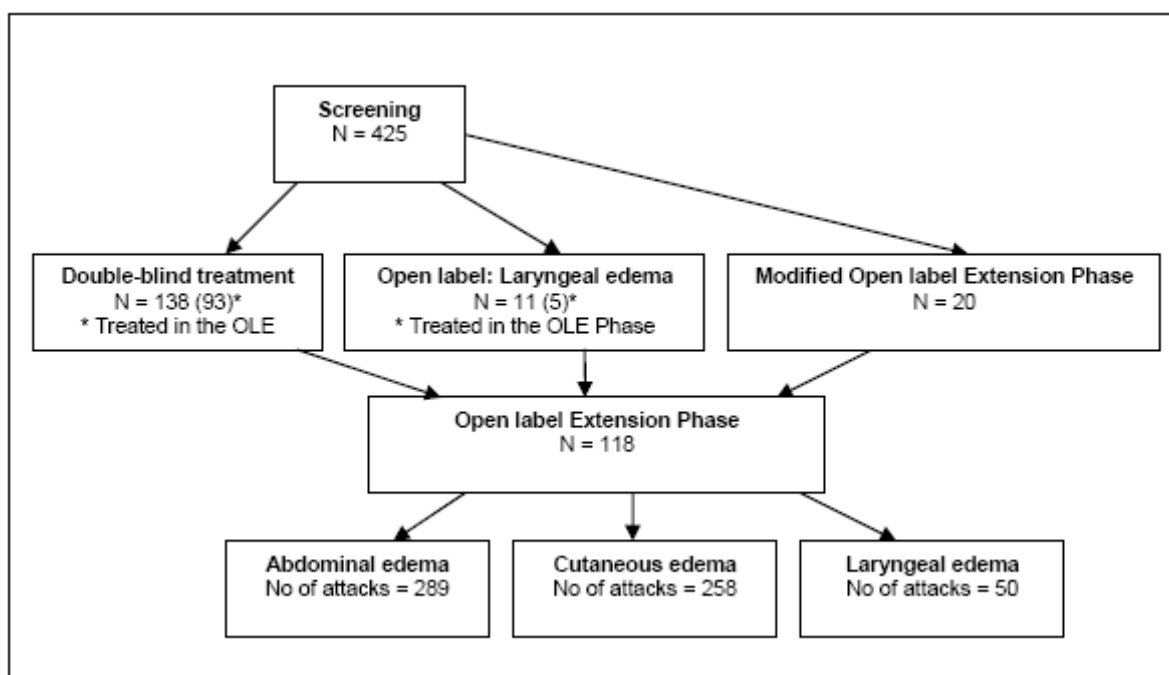 Screening
N = 425
Double-blind treatment
N = 138 (93)*
* Treated in the OLE
Open label: Laryngeal edema
N = 11 (5)*
* Treated in the OLE Phase
Modified Open label Extension Phase
N = 20
Open label Extension Phase
N = 118
Abdominal edema
No of attacks = 289
Cutaneous edema
No of attacks = 258
Laryngeal edema
No of attacks = 50